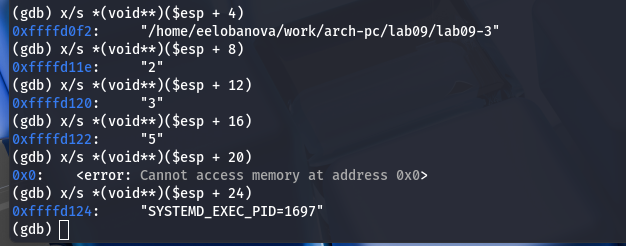 (gdb) x/s *(void**)($esp + 4)
0xffffd0f2: "/home/eelobanova/work/arch-pc/lab09/lab09-3"
(gdb) x/s *(void**)($esp + 8)
0xffffd11e: "2"
(gdb) x/s *(void**)($esp + 12)
0xffffd120: "3"
(gdb) x/s *(void**)($esp + 16)
0xffffd122: "5"
(gdb) x/s *(void**)($esp + 20)
0x0: <error: Cannot access memory at address 0x0>
(gdb) x/s *(void**)($esp + 24)
0xffffd124: "SYSTEMD_EXEC_PID=1697"
(gdb)